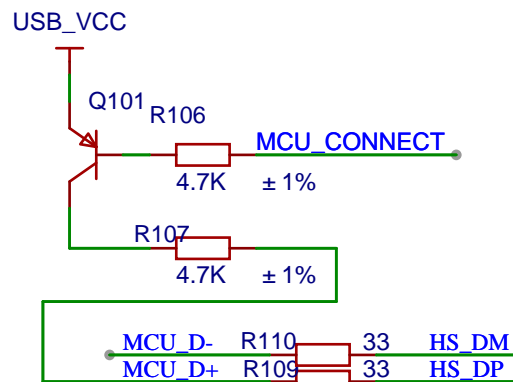 USB_VCC
Q101
R106
MCU_CONNECT
4.7K ±1%
R107
4.7K ±1%
MCU_D- R110 33 HS_DM
MCU_D+ R109 33 HS_DP